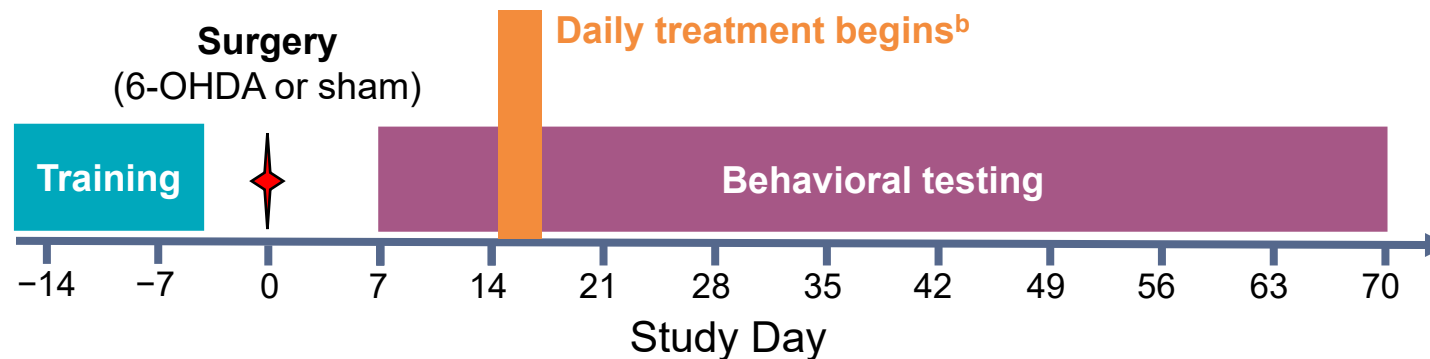 Daily treatment beginsᵇ
Surgery
(6-OHDA or sham)
Training
Behavioral testing
−14 −7 0 7 14 21 28 35 42 49 56 63 70
Study Day